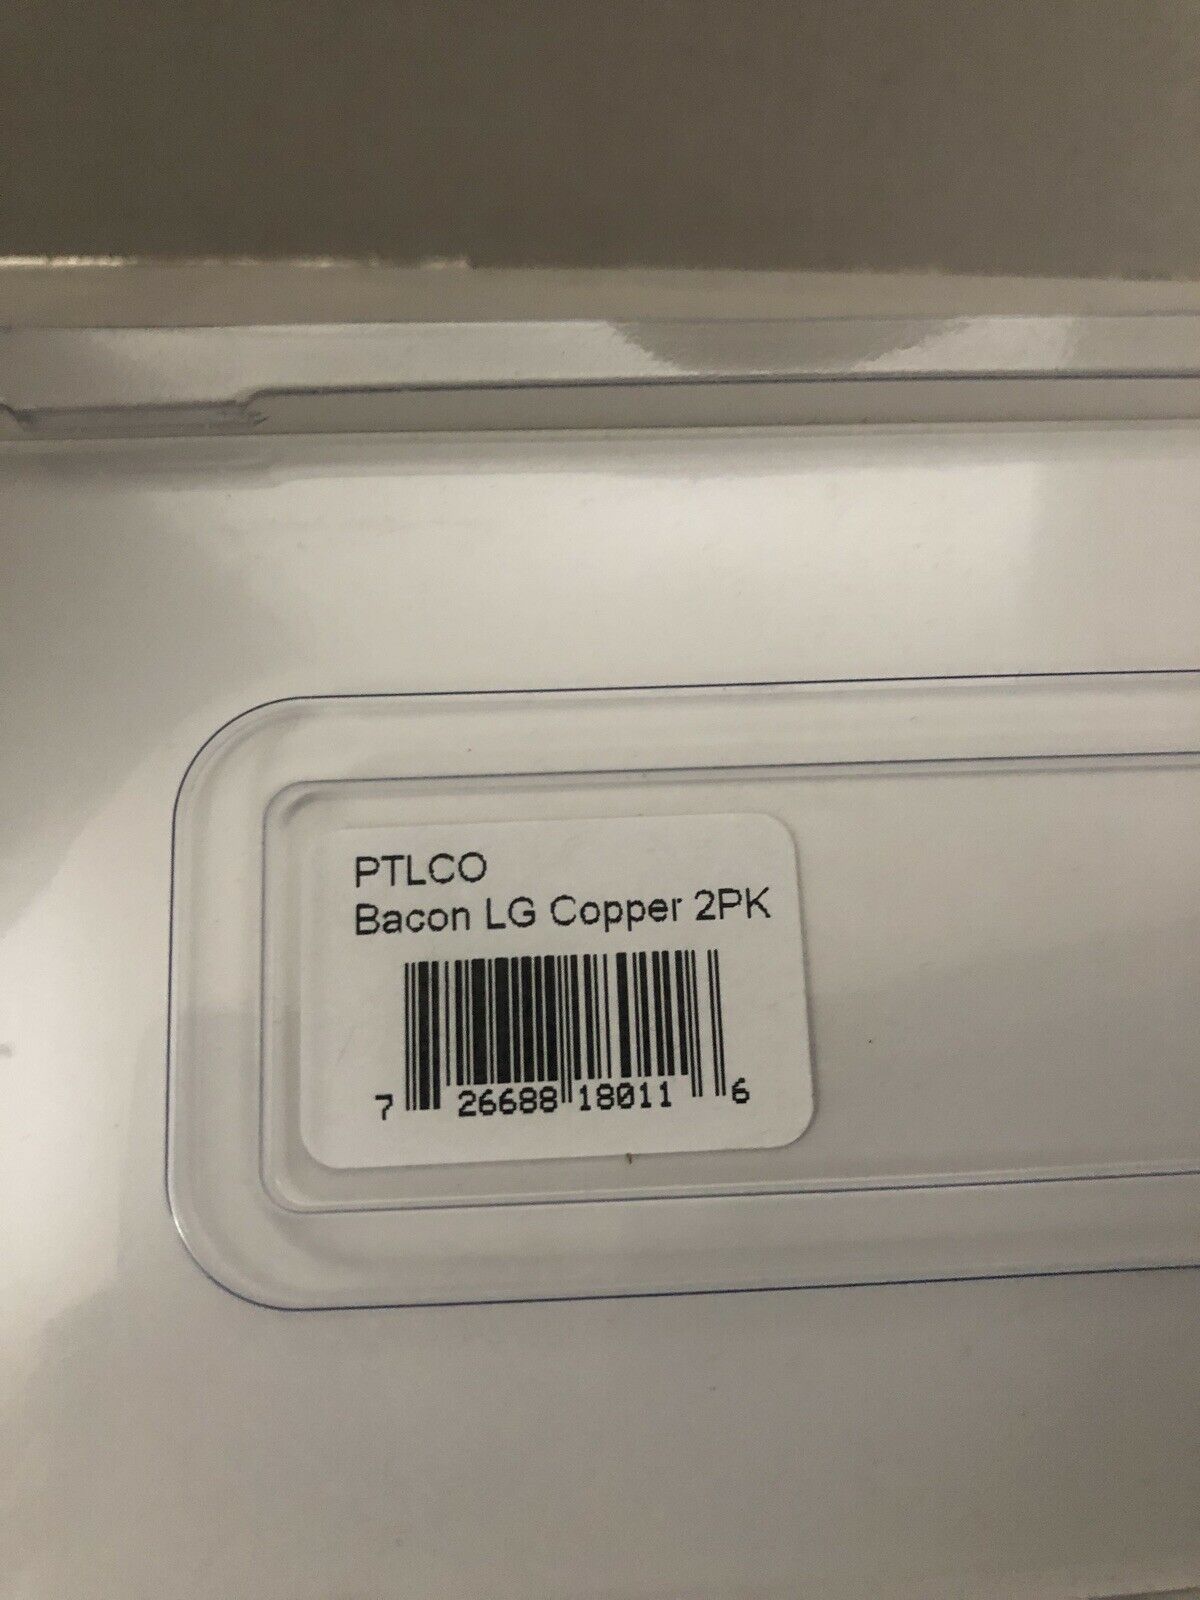 PTLCO
Bacon LG Copper 2PK
7 26688 18011 6